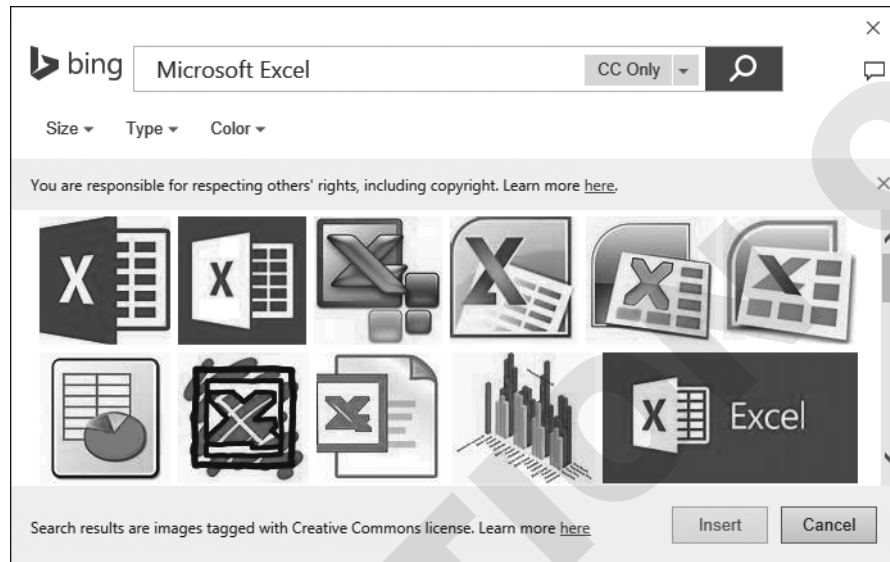 bing
Microsoft Excel
CC Only
Size
Type
Color
You are responsible for respecting others' rights, including copyright. Learn more here.
X
X
X
Excel
Search results are images tagged with Creative Commons license. Learn more here
Insert
Cancel